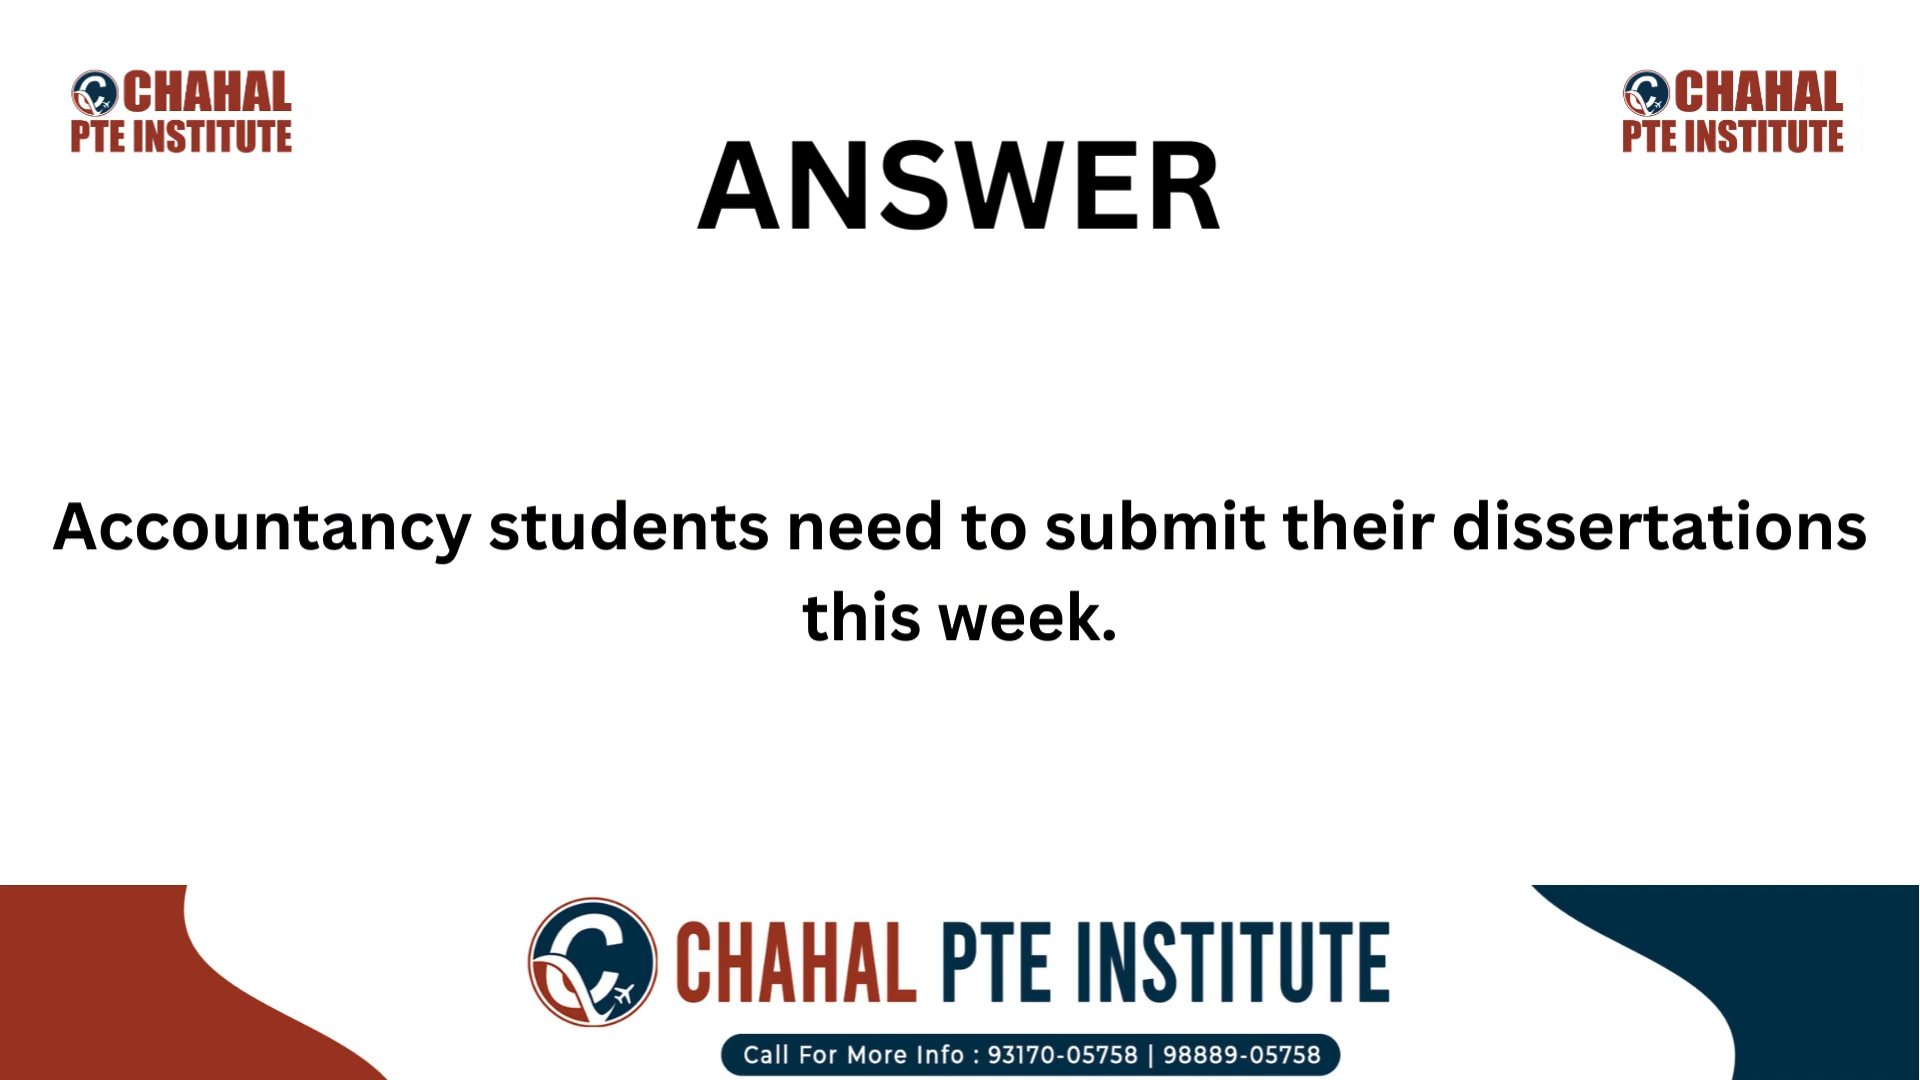 CHAHAL
PTE INSTITUTE
CHAHAL
PTE INSTITUTE
ANSWER
Accountancy students need to submit their dissertations
this week.
CHAHAL PTE INSTITUTE
Call For More Info : 93170-05758 | 98889-05758